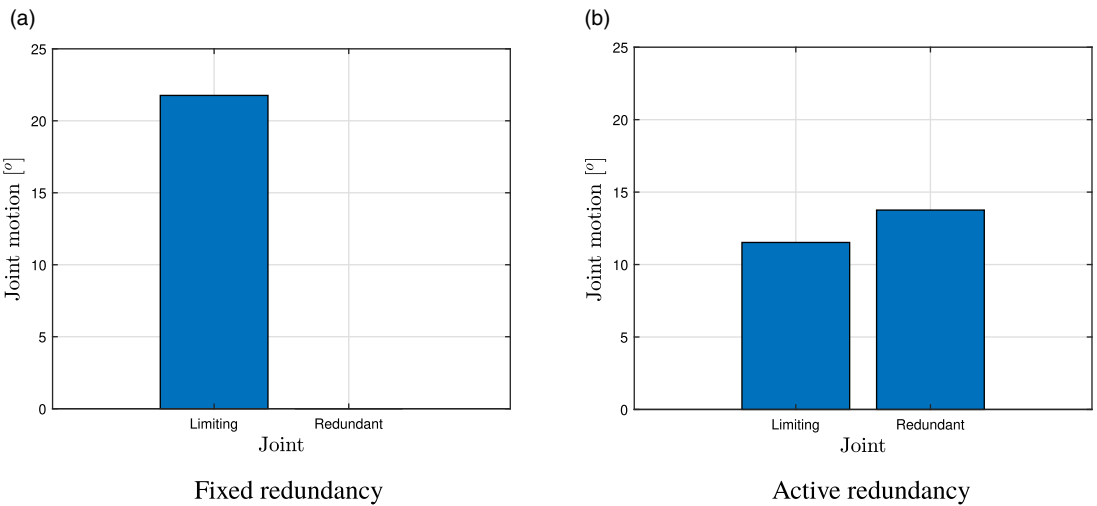 (a)
25
20
15
10
5
0
Joint motion [º]
Limiting Redundant
Joint
Fixed redundancy
(b)
25
20
15
10
5
0
Joint motion [º]
Limiting Redundant
Joint
Active redundancy